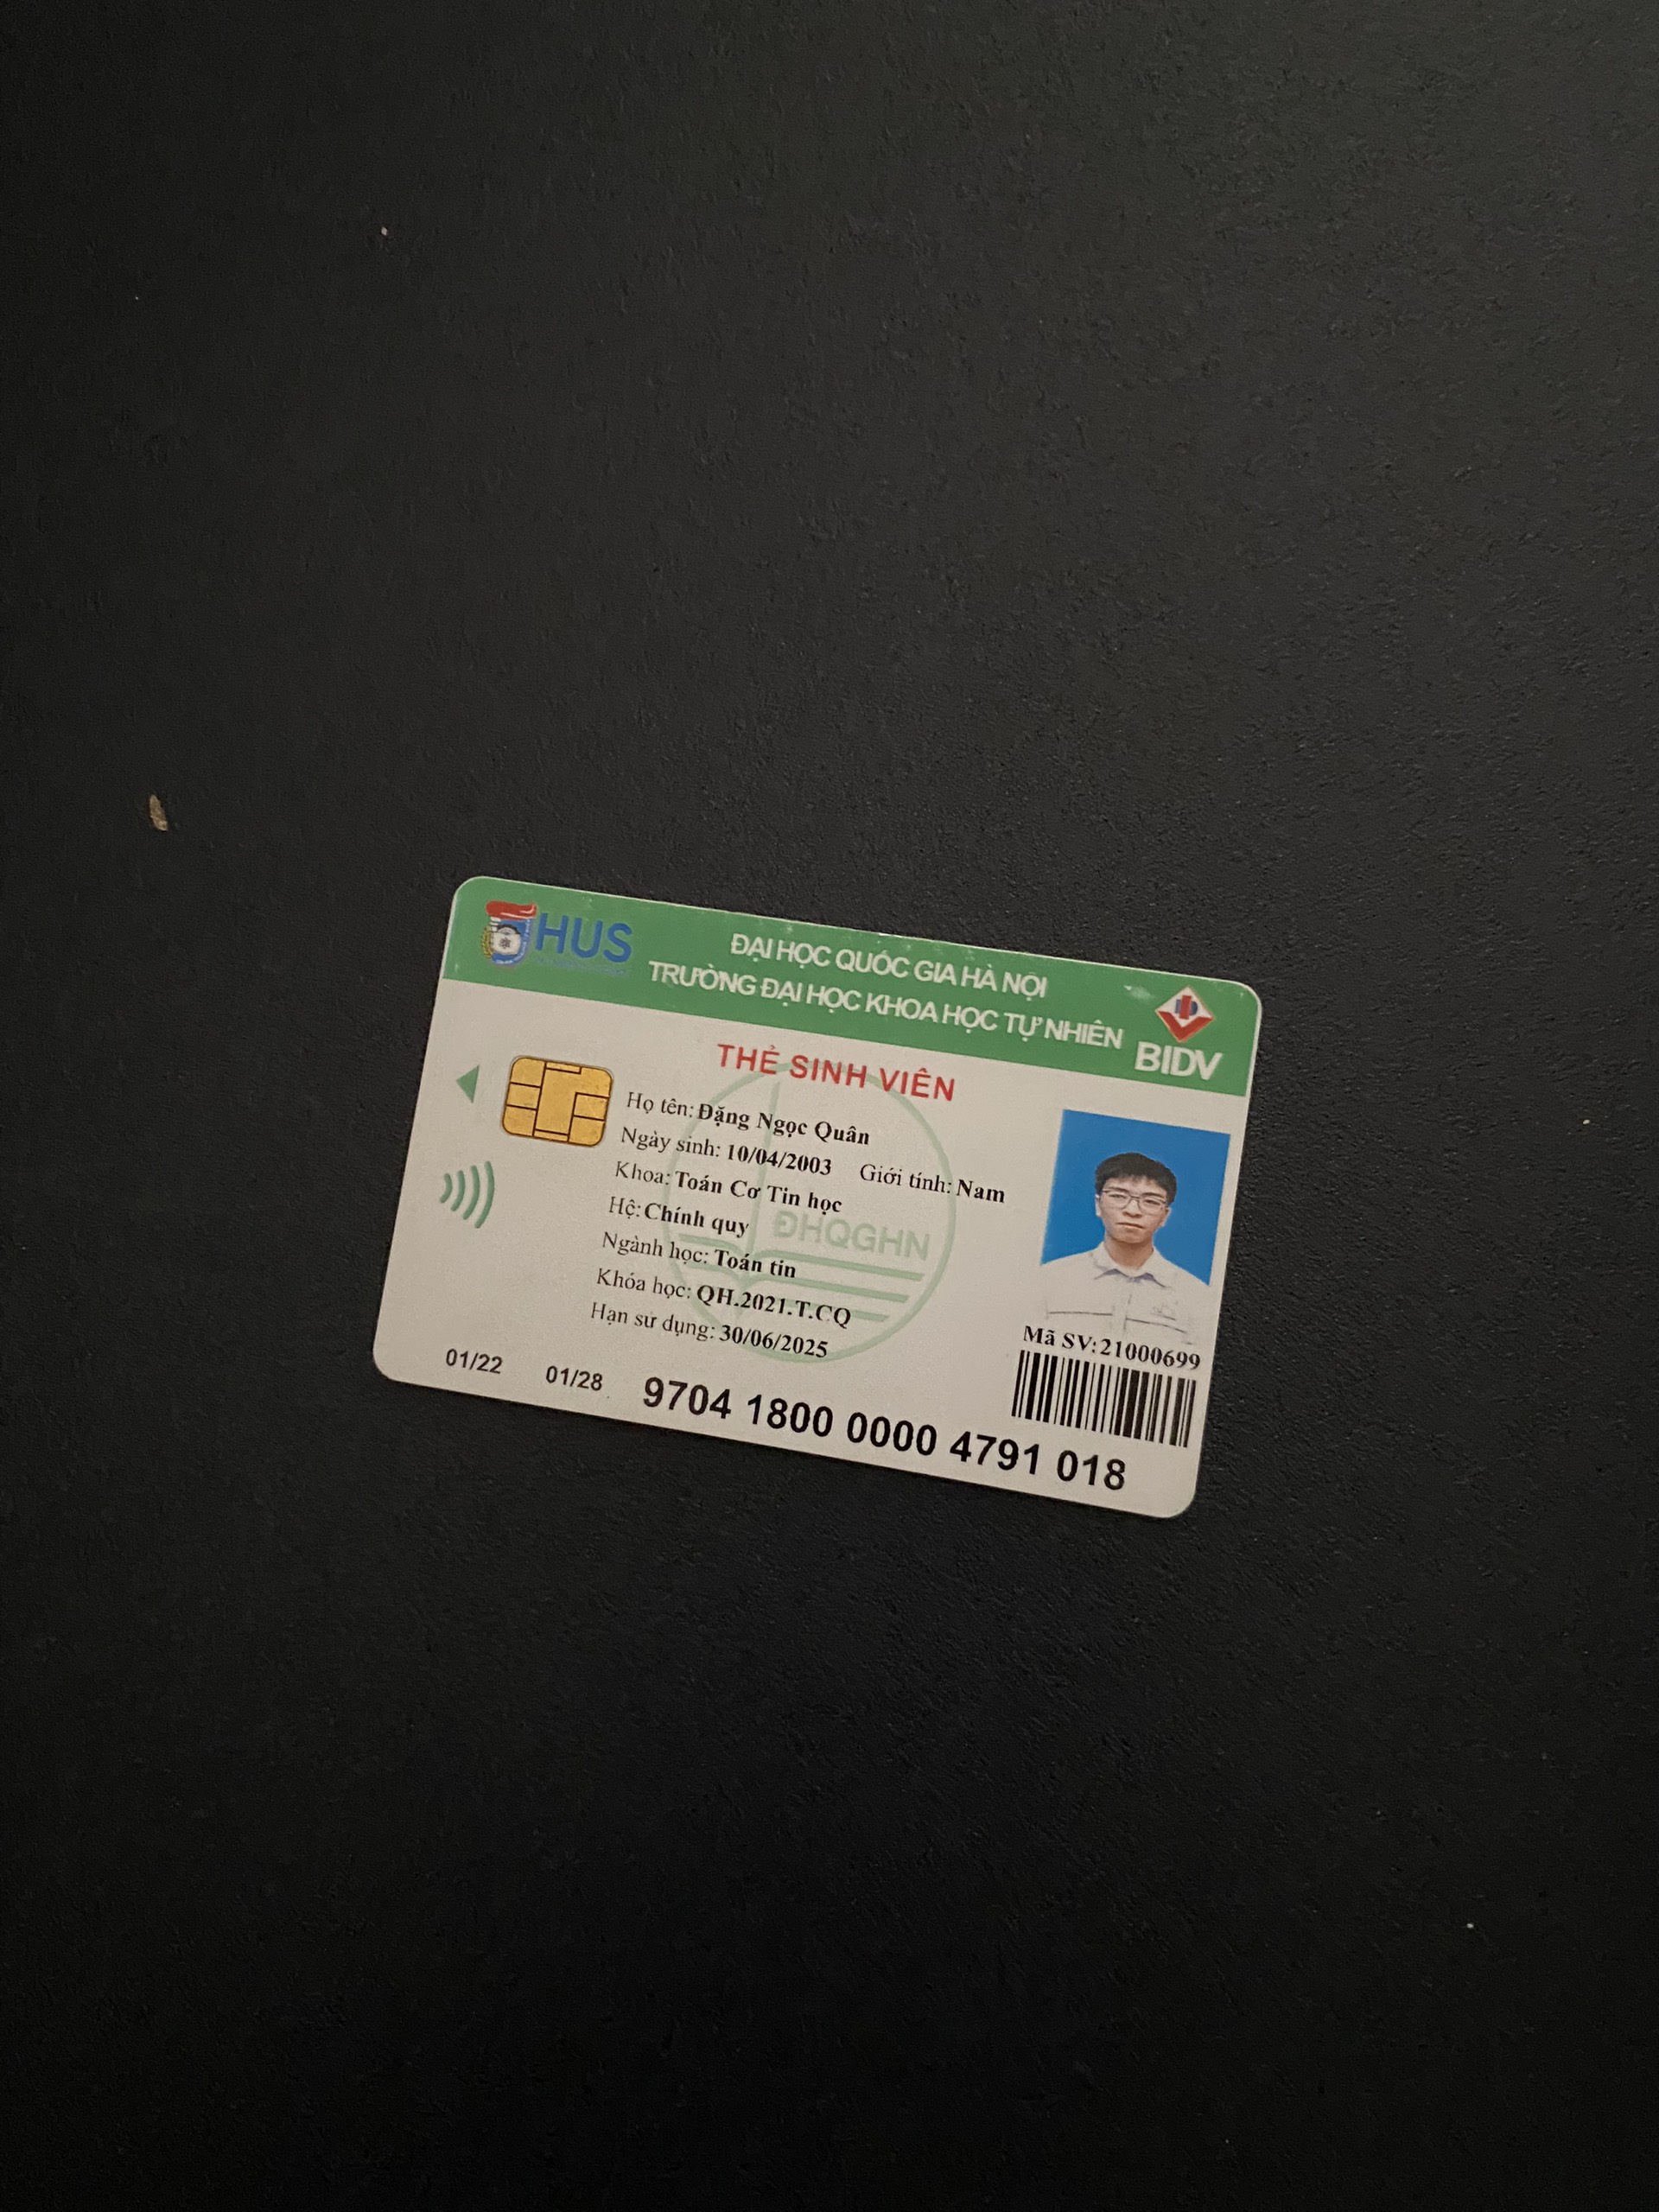 HUS
ĐẠI HỌC QUỐC GIA HÀ NỘI
TRƯỜNG ĐẠI HỌC KHOA HỌC TỰ NHIÊN
BIDV
THẺ SINH VIÊN
Họ tên: Đặng Ngọc Quân
Ngày sinh: 10/04/2003 Giới tính: Nam
Khoa: Toán Cơ Tin học
Hệ: Chính quy
ĐHQGHN
Ngành học: Toán tin
Khóa học: QH.2021.T.CQ
Hạn sử dụng: 30/06/2025
Mã SV: 21000699
01/22 01/28
9704 1800 0000 4791 018